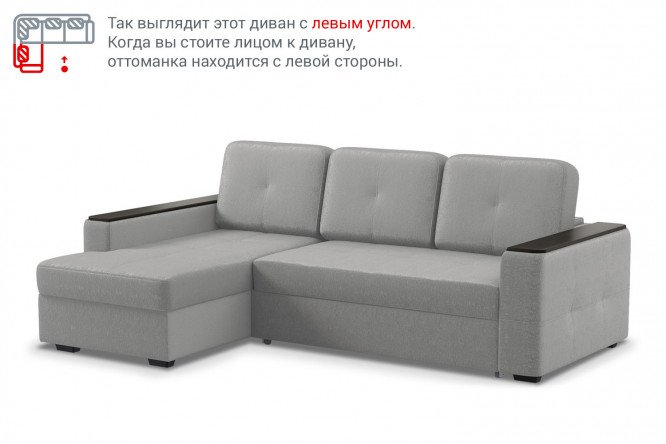 Так выглядит этот диван с левым углом.
Когда вы стоите лицом к дивану,
оттоманка находится с левой стороны.